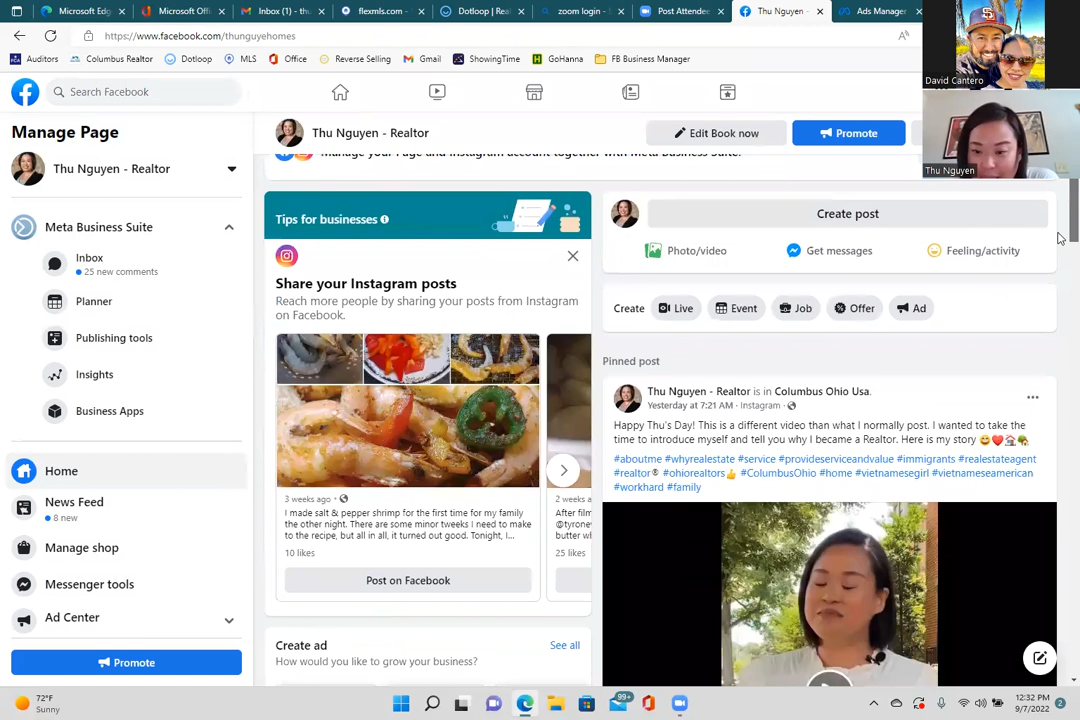 Microsoft Edg
Microsoft Offi
Inbox (1) - thu
flexmls.com -
Dotloop | Rea
zoom login -
Post Attendee
Thu Nguyen
Ads Manager
https://www.facebook.com/thunguyehomes
Auditors
Columbus Realtor
Dotloop
MLS
Office
Reverse Selling
Gmail
ShowingTime
GoHanna
FB Business Manager
David Cantero
Thu Nguyen
Search Facebook
Manage Page
Thu Nguyen - Realtor
Meta Business Suite
Inbox
25 new comments
Planner
Publishing tools
Insights
Business Apps
Home
News Feed
8 new
Manage shop
Messenger tools
Ad Center
Promote
Thu Nguyen - Realtor
Edit Book now
Promote
Manage your Page and Instagram account together with Meta Business Suite.
Tips for businesses
Share your Instagram posts
Reach more people by sharing your posts from Instagram
on Facebook.
3 weeks ago ·
I made salt & pepper shrimp for the first time for my family
the other night. There are some minor tweeks I need to make
to the recipe, but all in all, it turned out good. Tonight, I...
10 likes
Post on Facebook
2 weeks a
After film
@tyrone
butter wh
25 likes
Create ad
See all
How would you like to grow your business?
Create post
Photo/video
Get messages
Feeling/activity
Create
Live
Event
Job
Offer
Ad
Pinned post
Thu Nguyen - Realtor is in Columbus Ohio Usa.
Yesterday at 7:21 AM · Instagram ·
Happy Thu's Day! This is a different video than what I normally post. I wanted to take the
time to introduce myself and tell you why I became a Realtor. Here is my story 😄❤️🏠🌳
#aboutme #whyrealestate #service #provideserviceandvalue #immigrants #realestateagent
#realtor® #ohiorealtors👍 #ColumbusOhio #home #vietnamesegirl #vietnameseamerican
#workhard #family
72°F
Sunny
99+
12:32 PM
9/7/2022
2